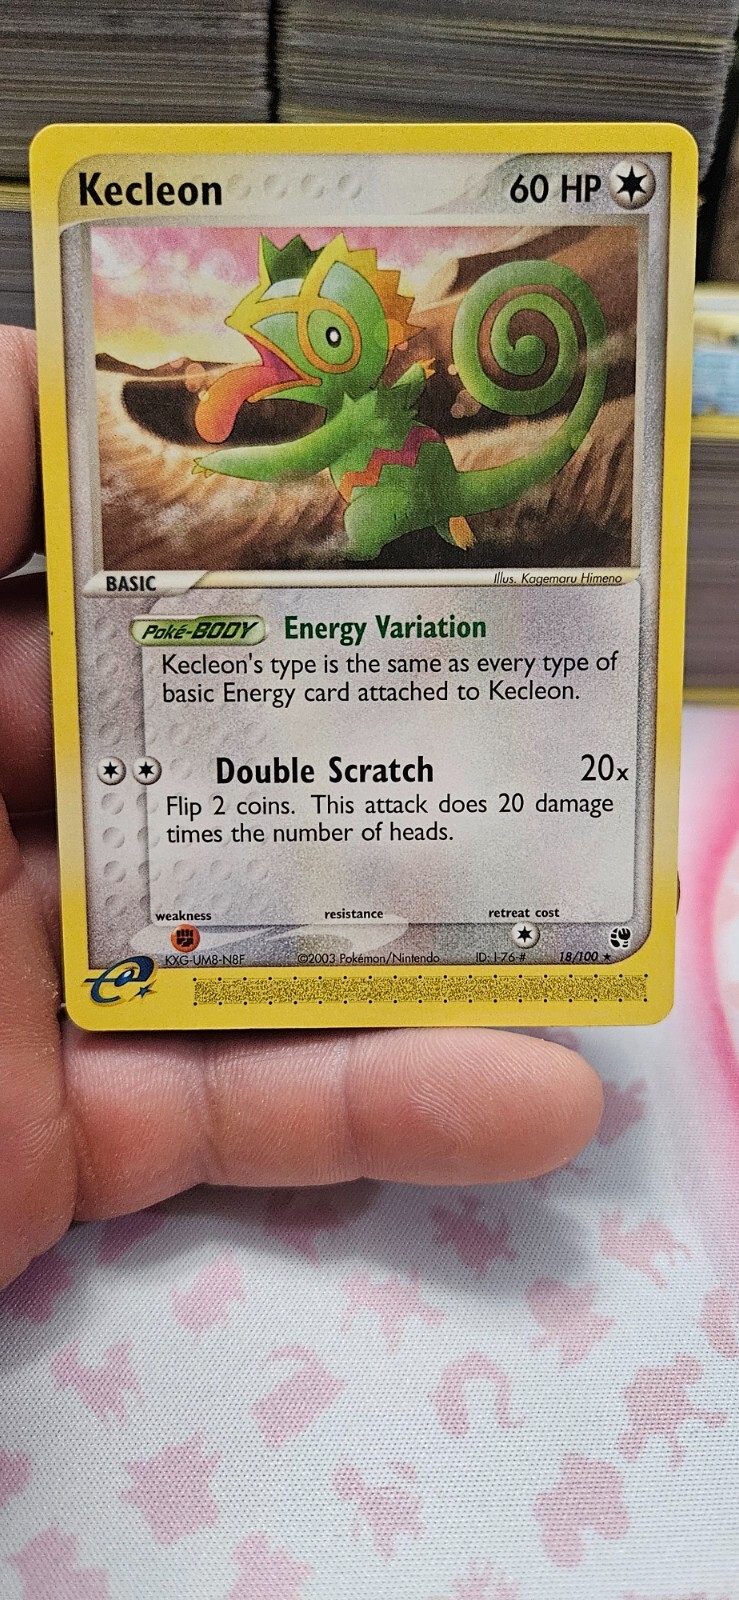 Kecleon 60 HP
BASIC Illus. Kagemaru Himeno
Poké-BODY Energy Variation
Kecleon's type is the same as every type of
basic Energy card attached to Kecleon.
Double Scratch 20x
Flip 2 coins. This attack does 20 damage
times the number of heads.
weakness resistance retreat cost
KXG-UM8-N8F ©2003 Pokémon/Nintendo ID: I-76-# 18/100 ★
e